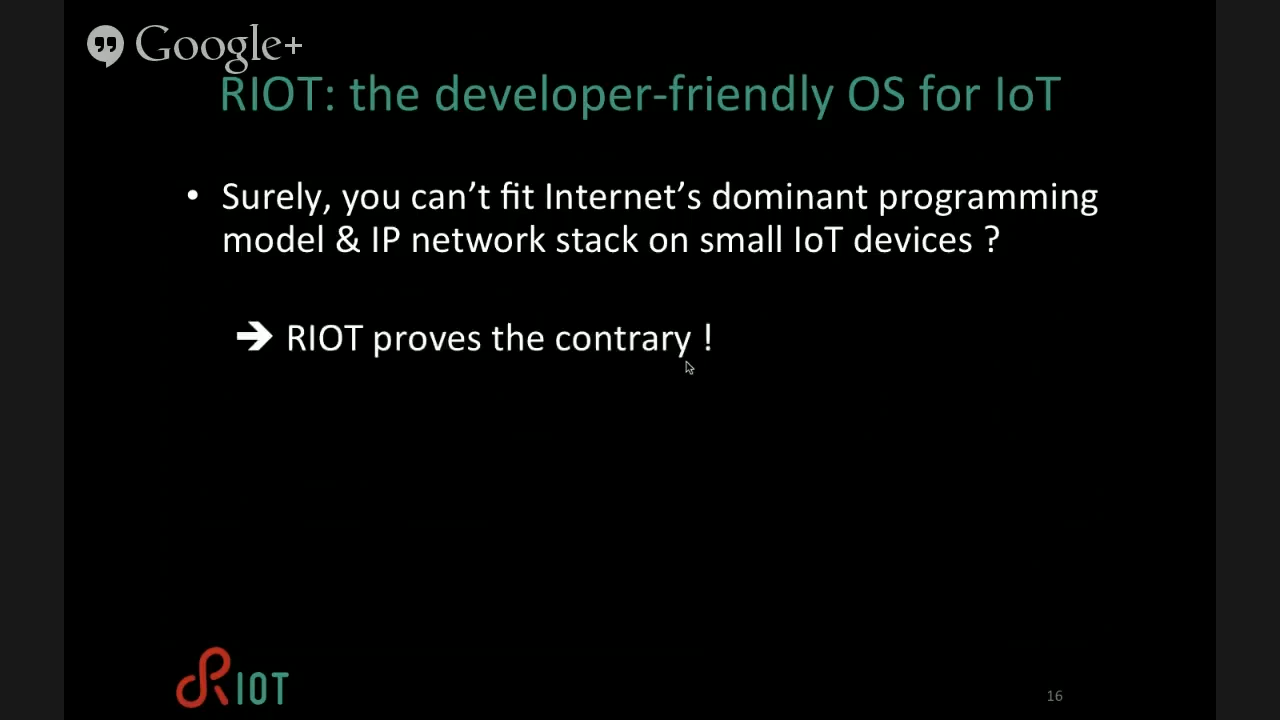 Google+
RIOT: the developer-friendly OS for IoT
• Surely, you can’t fit Internet’s dominant programming
model & IP network stack on small IoT devices ?
➔ RIOT proves the contrary !
RIOT
16